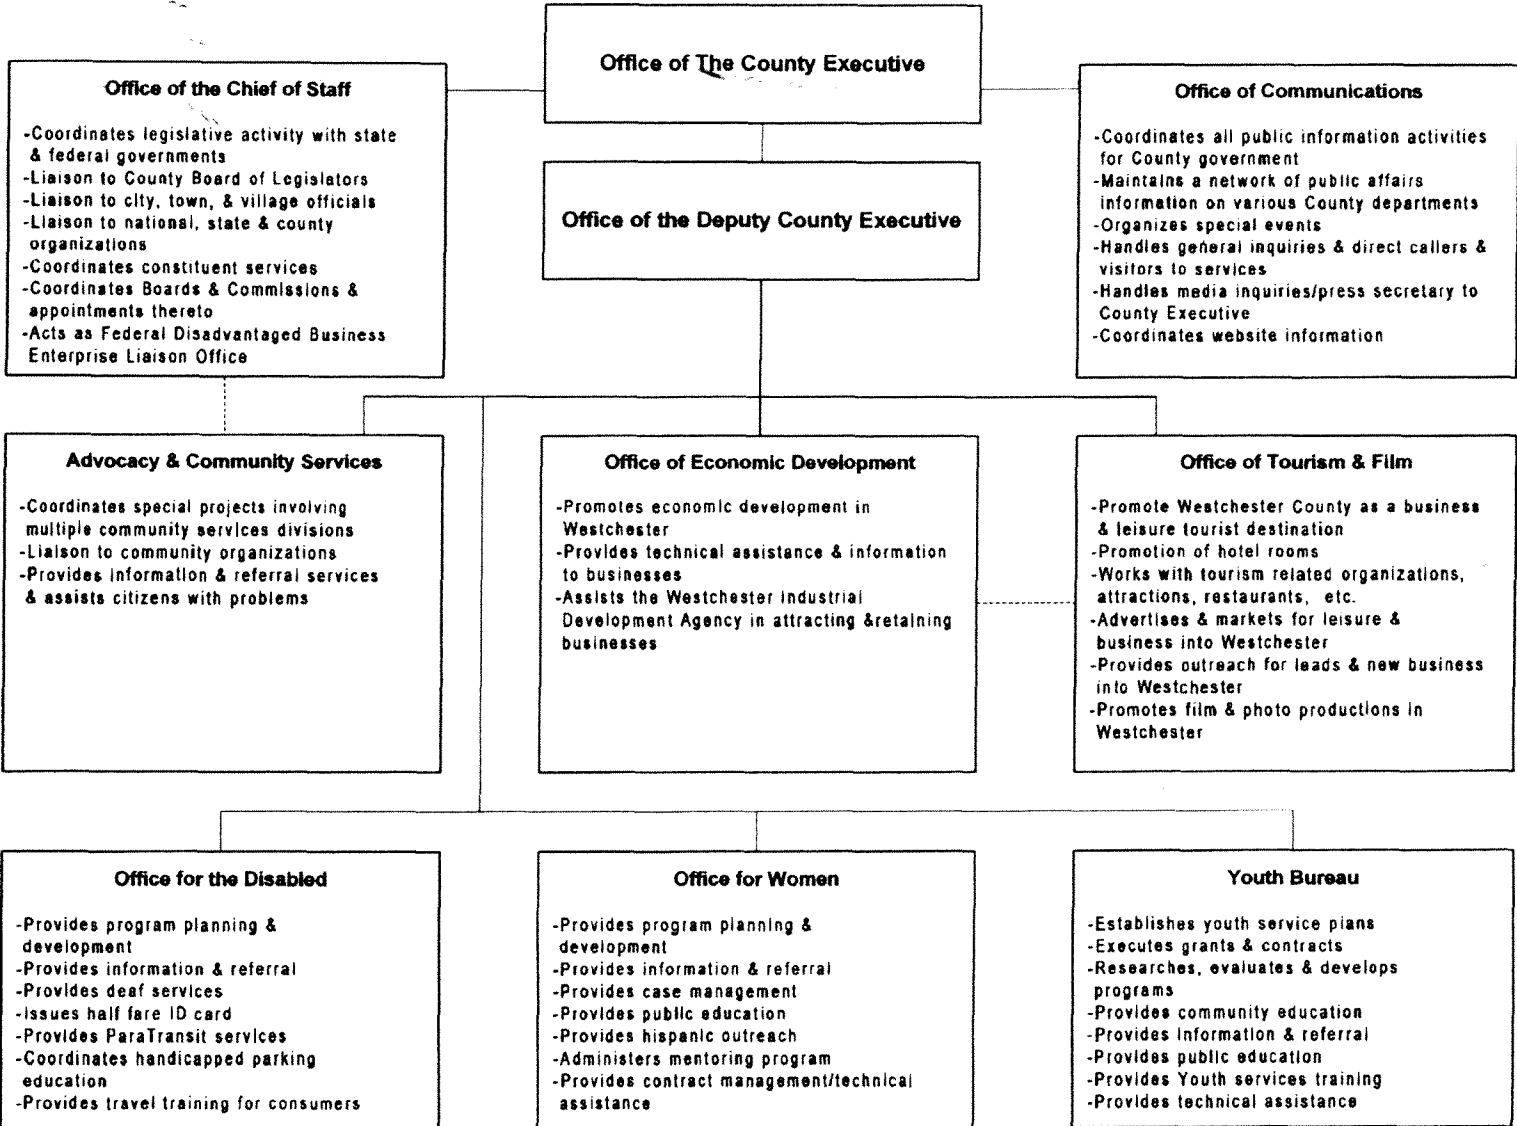 Office of The County Executive
Office of the Chief of Staff
-Coordinates legislative activity with state
& federal governments
-Liaison to County Board of Legislators
-Liaison to city, town, & village officials
-Liaison to national, state & county
organizations
-Coordinates constituent services
-Coordinates Boards & Commissions &
appointments thereto
-Acts as Federal Disadvantaged Business
Enterprise Liaison Office
Office of the Deputy County Executive
Office of Communications
-Coordinates all public information activities
for County government
-Maintains a network of public affairs
information on various County departments
-Organizes special events
-Handles general inquiries & direct callers &
visitors to services
-Handles media inquiries/press secretary to
County Executive
-Coordinates website information
Advocacy & Community Services
-Coordinates special projects involving
multiple community services divisions
-Liaison to community organizations
-Provides information & referral services
& assists citizens with problems
Office of Economic Development
-Promotes economic development in
Westchester
-Provides technical assistance & information
to businesses
-Assists the Westchester Industrial
Development Agency in attracting &retaining
businesses
Office of Tourism & Film
-Promote Westchester County as a business
& leisure tourist destination
-Promotion of hotel rooms
-Works with tourism related organizations,
attractions, restaurants, etc.
-Advertises & markets for leisure &
business into Westchester
-Provides outreach for leads & new business
into Westchester
-Promotes film & photo productions in
Westchester
Office for the Disabled
-Provides program planning &
development
-Provides information & referral
-Provides deaf services
-Issues half fare ID card
-Provides ParaTransit services
-Coordinates handicapped parking
education
-Provides travel training for consumers
Office for Women
-Provides program planning &
development
-Provides information & referral
-Provides case management
-Provides public education
-Provides hispanic outreach
-Administers mentoring program
-Provides contract management/technical
assistance
Youth Bureau
-Establishes youth service plans
-Executes grants & contracts
-Researches, evaluates & develops
programs
-Provides community education
-Provides information & referral
-Provides public education
-Provides Youth services training
-Provides technical assistance